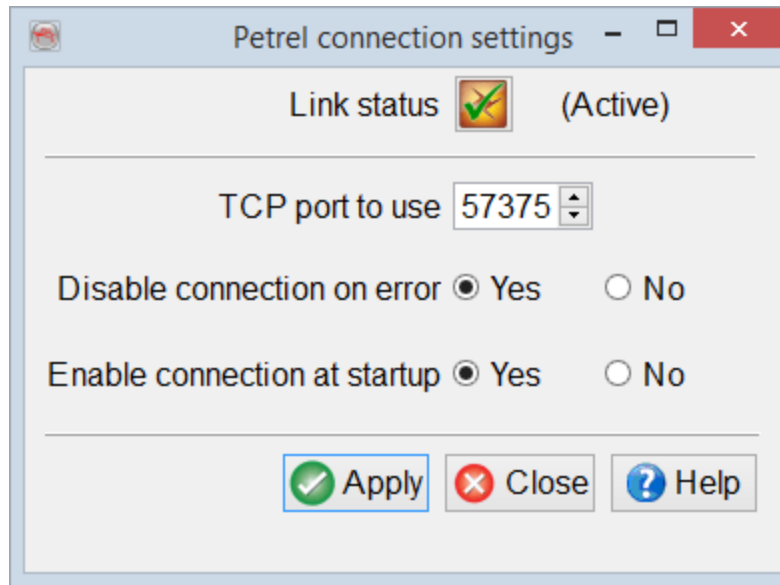 Petrel connection settings
Link status (Active)
TCP port to use 57375
Disable connection on error Yes No
Enable connection at startup Yes No
Apply Close Help